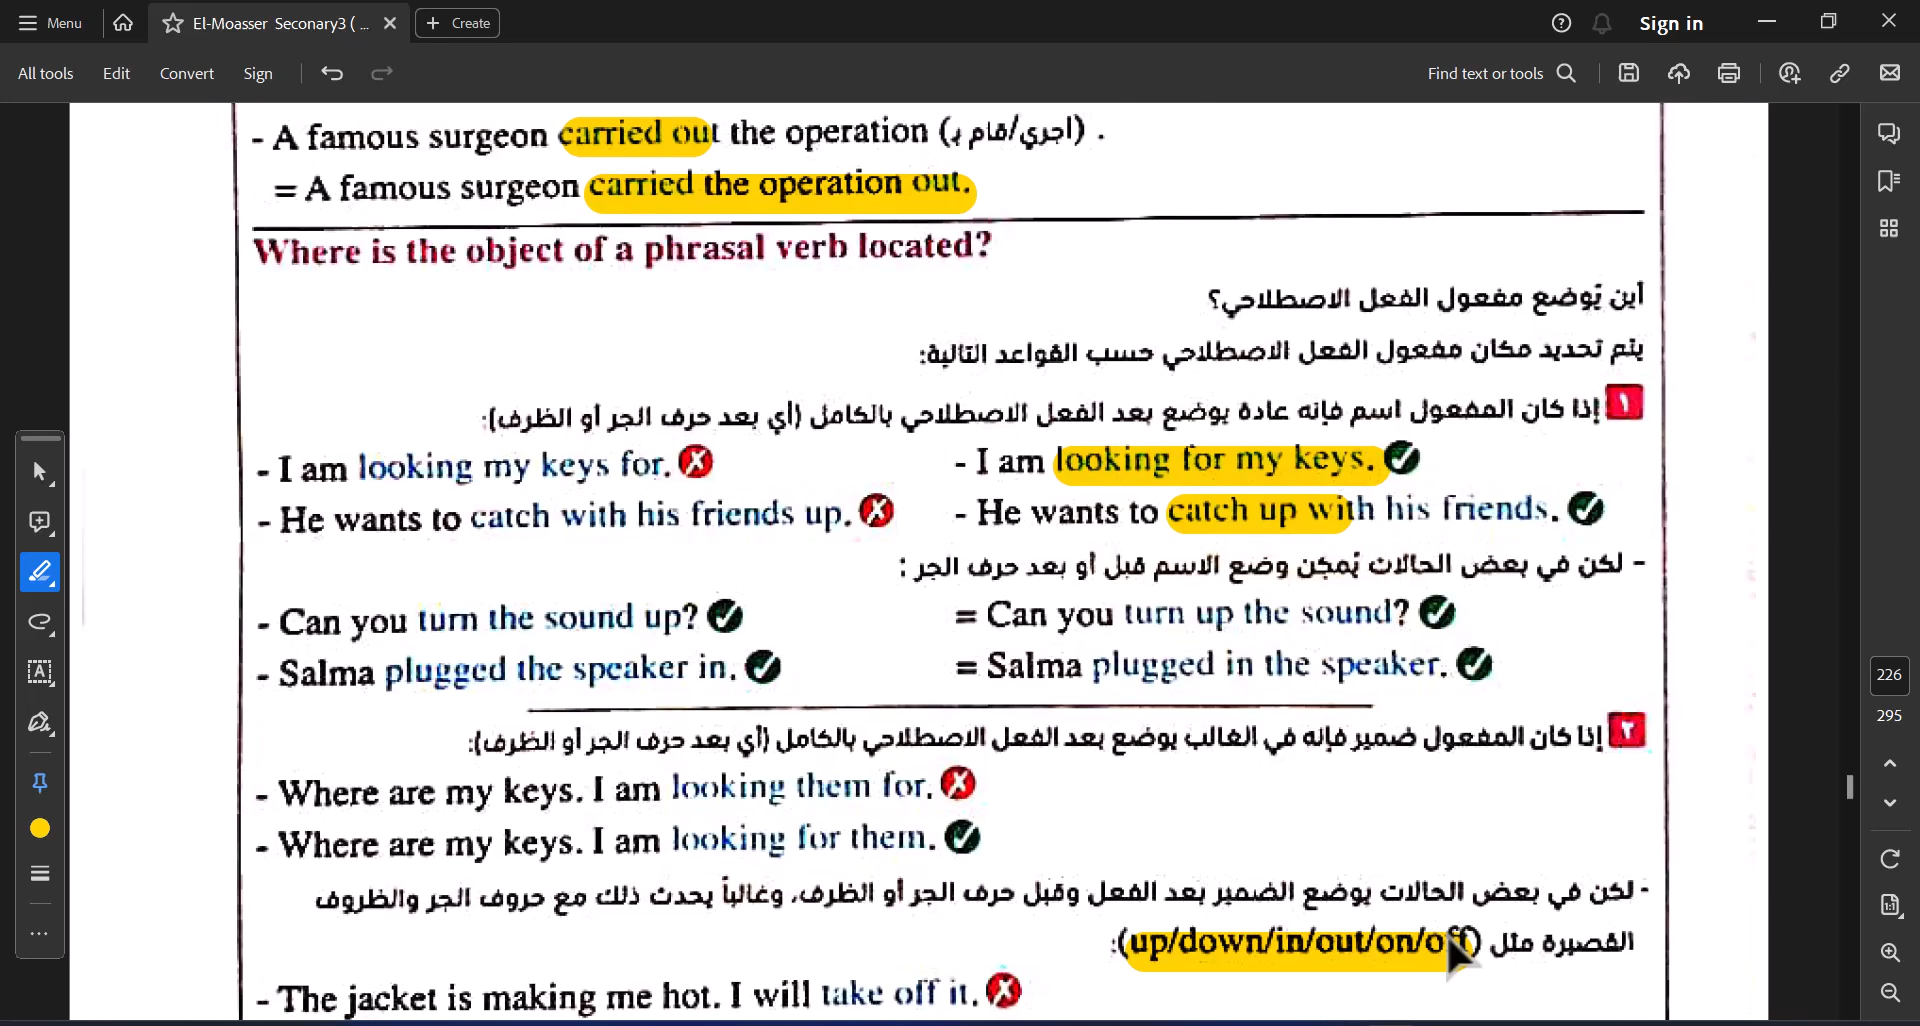 Menu
El-Moasser Seconary3 ( ...
Create
Sign in
All tools
Edit
Convert
Sign
Find text or tools
- A famous surgeon carried out the operation (اجري/قام بـ) .
= A famous surgeon carried the operation out.
Where is the object of a phrasal verb located?
أين يُوضع مفعول الفعل الاصطلاحي؟
يتم تحديد مكان مفعول الفعل الاصطلاحي حسب القواعد التالية:
١ إذا كان المفعول اسم فإنه عادة يوضع بعد الفعل الاصطلاحي بالكامل (أي بعد حرف الجر أو الظرف):
- I am looking my keys for.
- I am looking for my keys.
- He wants to catch with his friends up.
- He wants to catch up with his friends.
- لكن في بعض الحالات يُمكن وضع الاسم قبل أو بعد حرف الجر :
- Can you turn the sound up?
= Can you turn up the sound?
- Salma plugged the speaker in.
= Salma plugged in the speaker.
٢ إذا كان المفعول ضمير فإنه في الغالب يوضع بعد الفعل الاصطلاحي بالكامل (أي بعد حرف الجر أو الظرف):
- Where are my keys. I am looking them for.
- Where are my keys. I am looking for them.
- لكن في بعض الحالات يوضع الضمير بعد الفعل وقبل حرف الجر أو الظرف، وغالباً يحدث ذلك مع حروف الجر والظروف
القصيرة مثل (up/down/in/out/on/off):
- The jacket is making me hot. I will take off it.
226
295
1:1